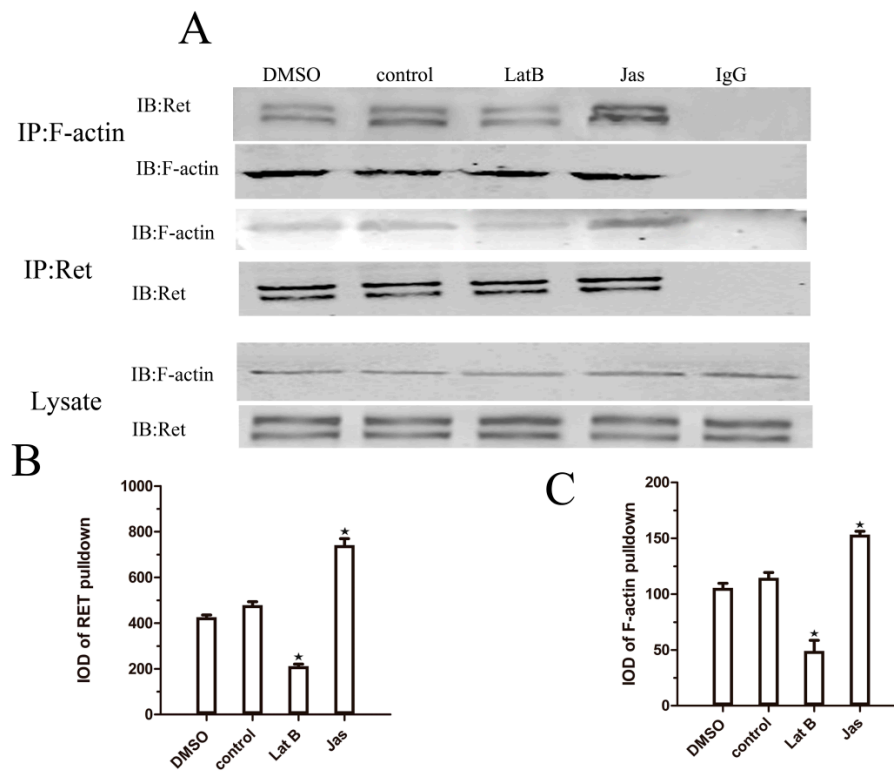 A
DMSO control LatB Jas IgG
IP:F-actin
IB:Ret
IB:F-actin
IP:Ret
IB:F-actin
IB:Ret
Lysate
IB:F-actin
IB:Ret
B
IOD of RET pulldown
1000
800
600
400
200
0
DMSO control Lat B Jas
★
★
C
IOD of F-actin pulldown
200
150
100
50
0
DMSO control Lat B Jas
★
★